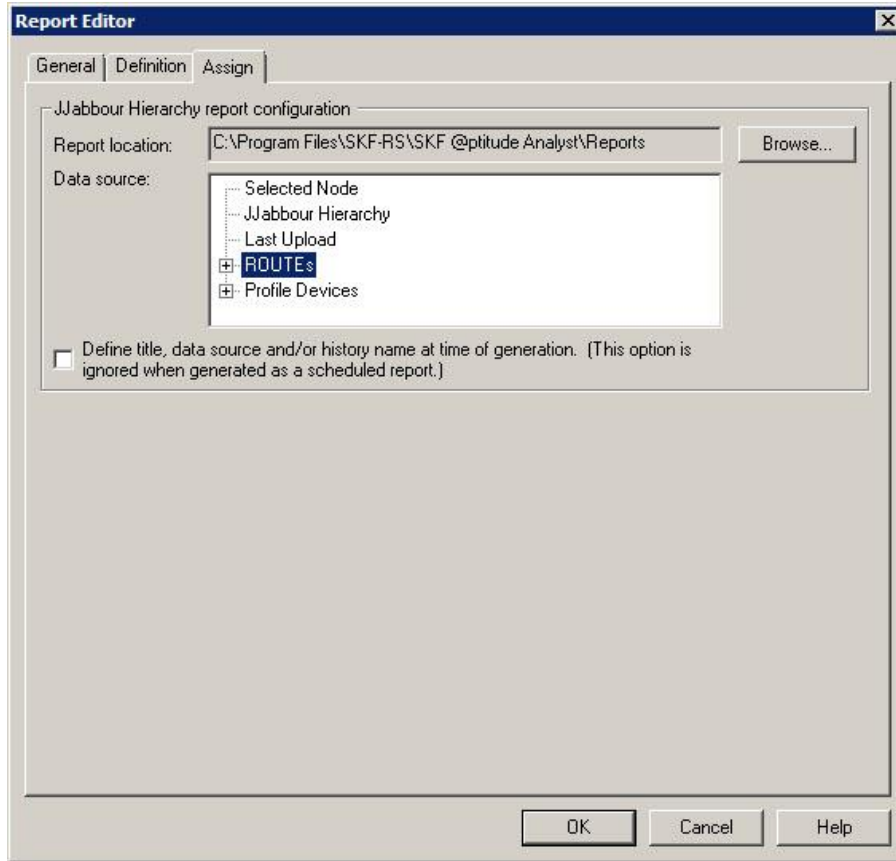 Report Editor
General Definition Assign
JJabbour Hierarchy report configuration
Report location: C:\Program Files\SKF-RS\SKF @ptitude Analyst\Reports Browse...
Data source:
Selected Node
JJabbour Hierarchy
Last Upload
ROUTEs
Profile Devices
Define title, data source and/or history name at time of generation. (This option is
ignored when generated as a scheduled report.)
OK Cancel Help